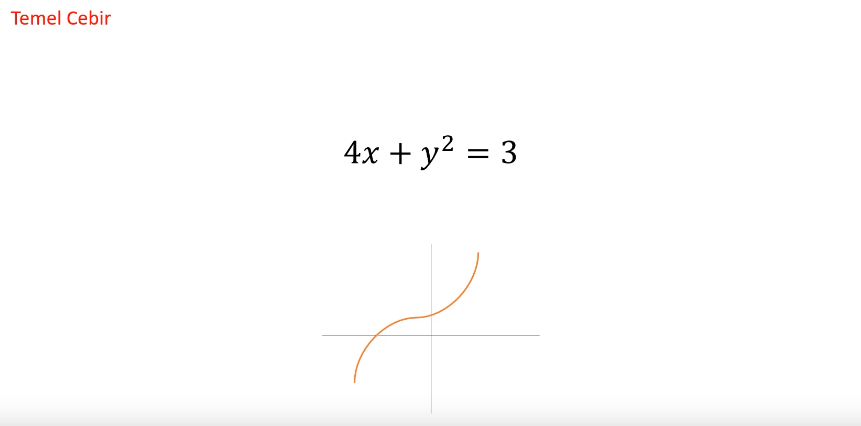 Temel Cebir
4x + y² = 3